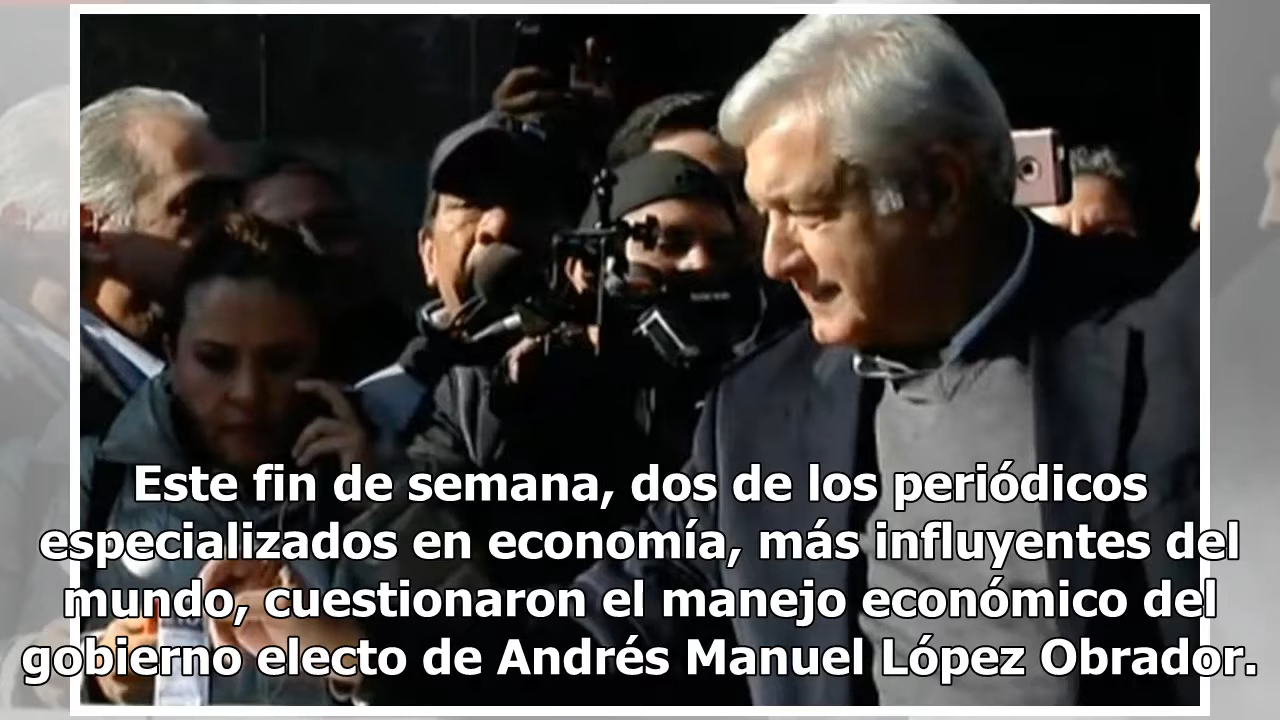 Este fin de semana, dos de los periódicos
especializados en economía, más influyentes del
mundo, cuestionaron el manejo económico del
gobierno electo de Andrés Manuel López Obrador.